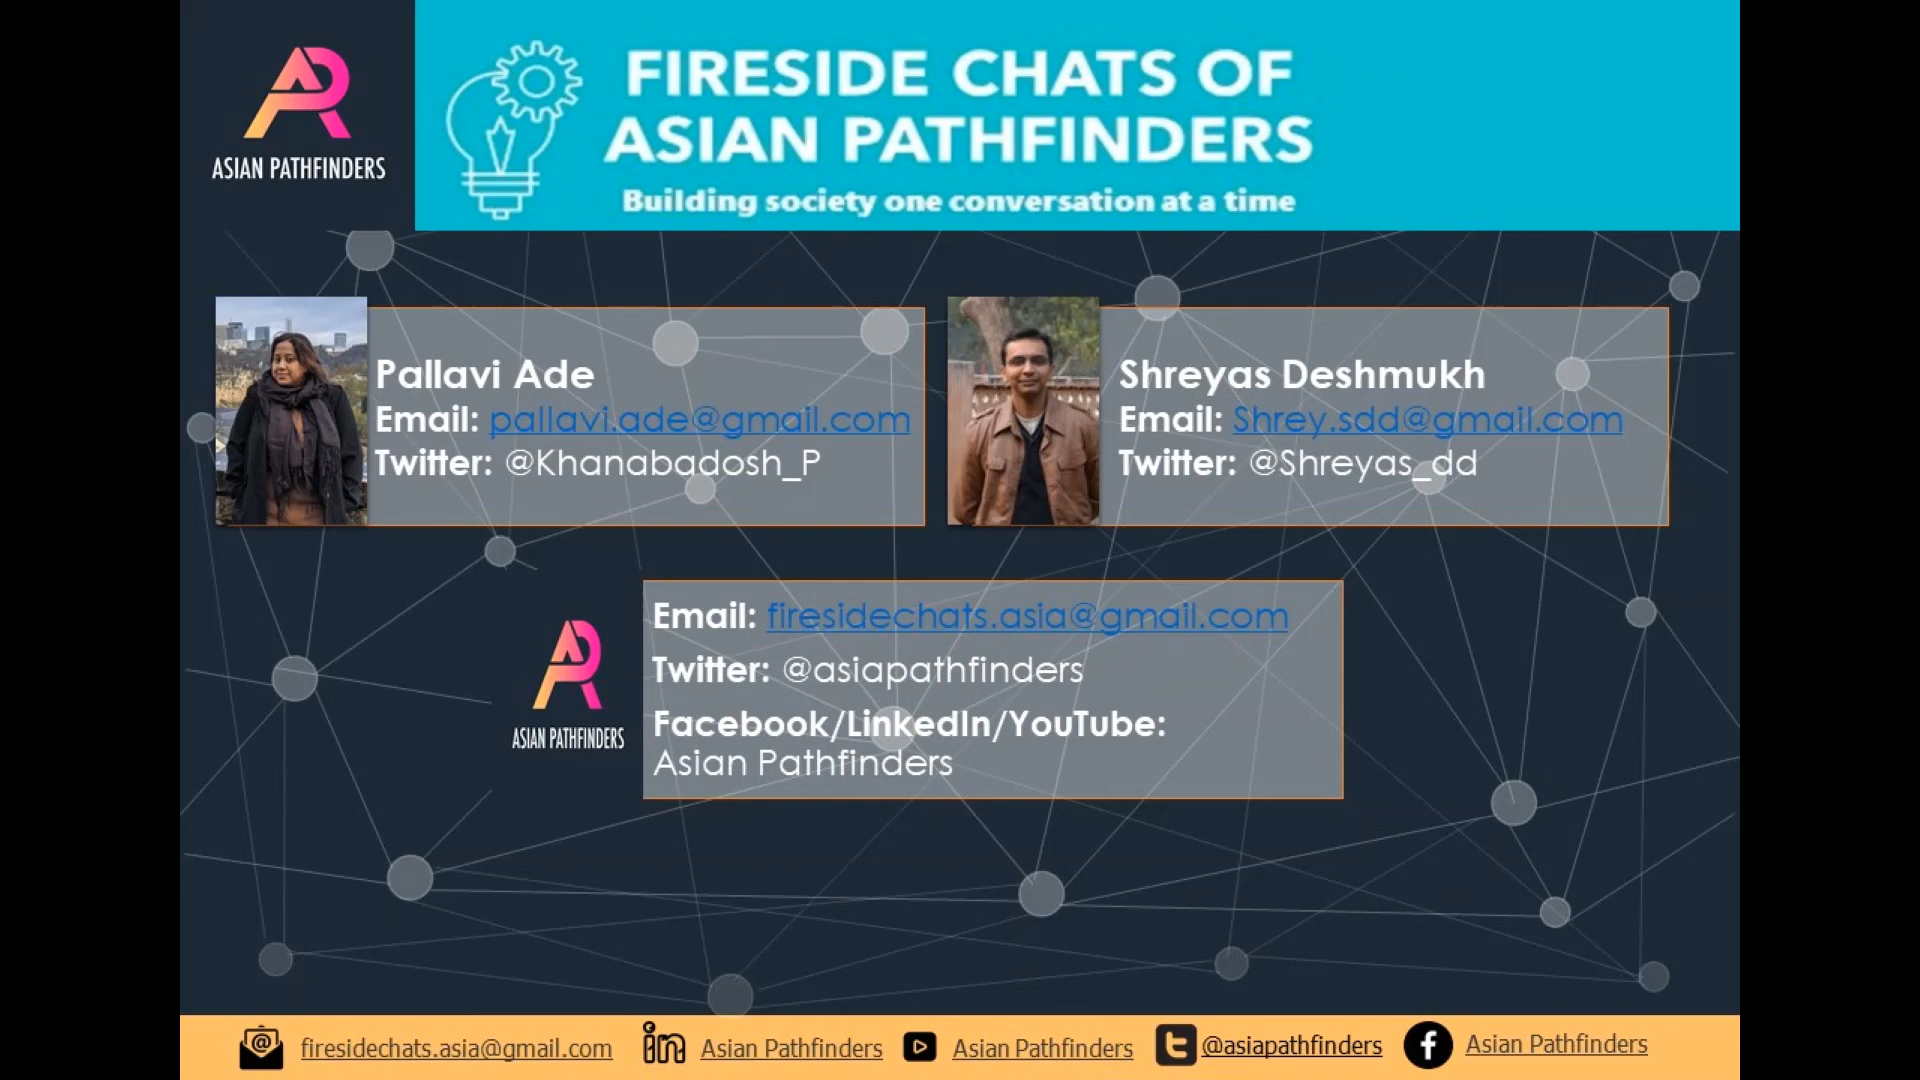 ASIAN PATHFINDERS
FIRESIDE CHATS OF
ASIAN PATHFINDERS
Building society one conversation at a time
Pallavi Ade
Email: pallavi.ade@gmail.com
Twitter: @Khanabadosh_P
Shreyas Deshmukh
Email: Shrey.sdd@gmail.com
Twitter: @Shreyas_dd
ASIAN PATHFINDERS
Email: firesidechats.asia@gmail.com
Twitter: @asiapathfinders
Facebook/LinkedIn/YouTube:
Asian Pathfinders
firesidechats.asia@gmail.com
Asian Pathfinders
Asian Pathfinders
@asiapathfinders
Asian Pathfinders